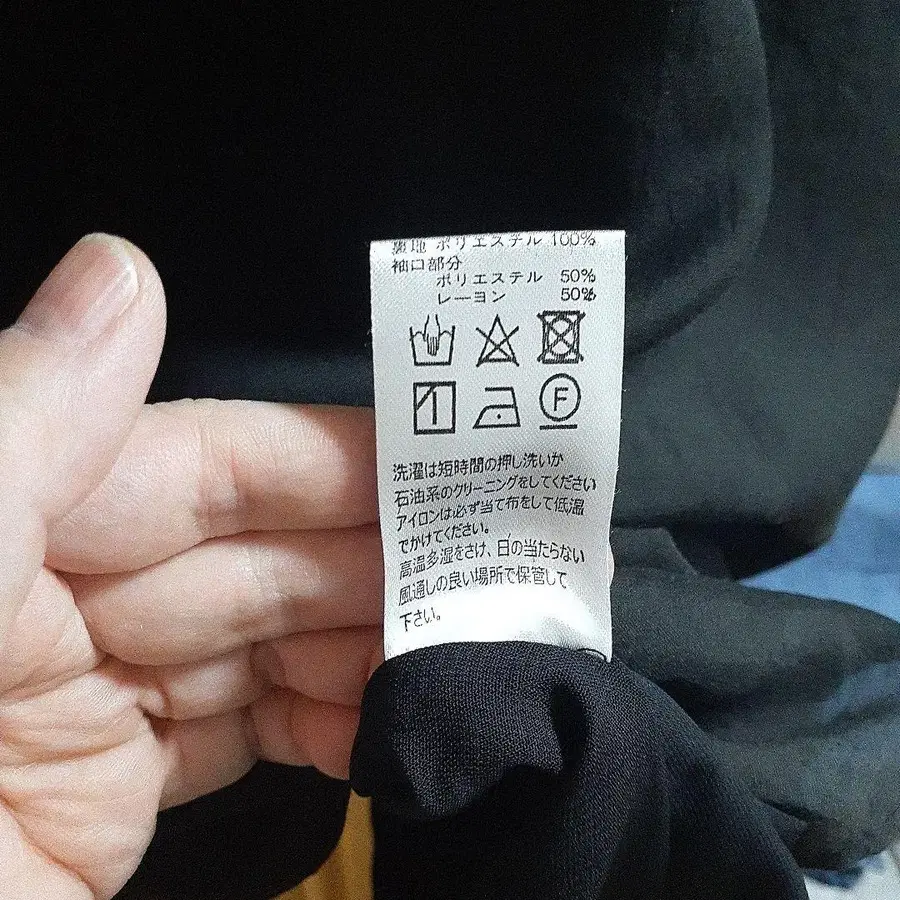 裏地 ポリエステル 100%
袖口部分
ポリエステル 50%
レーヨン 50%
F
洗濯は短時間の押し洗いか
石油系のクリーニングをしてください
アイロンは必ず当て布をして低温
でかけてください。
高温多湿をさけ、日の当たらない
風通しの良い場所で保管して
下さい。